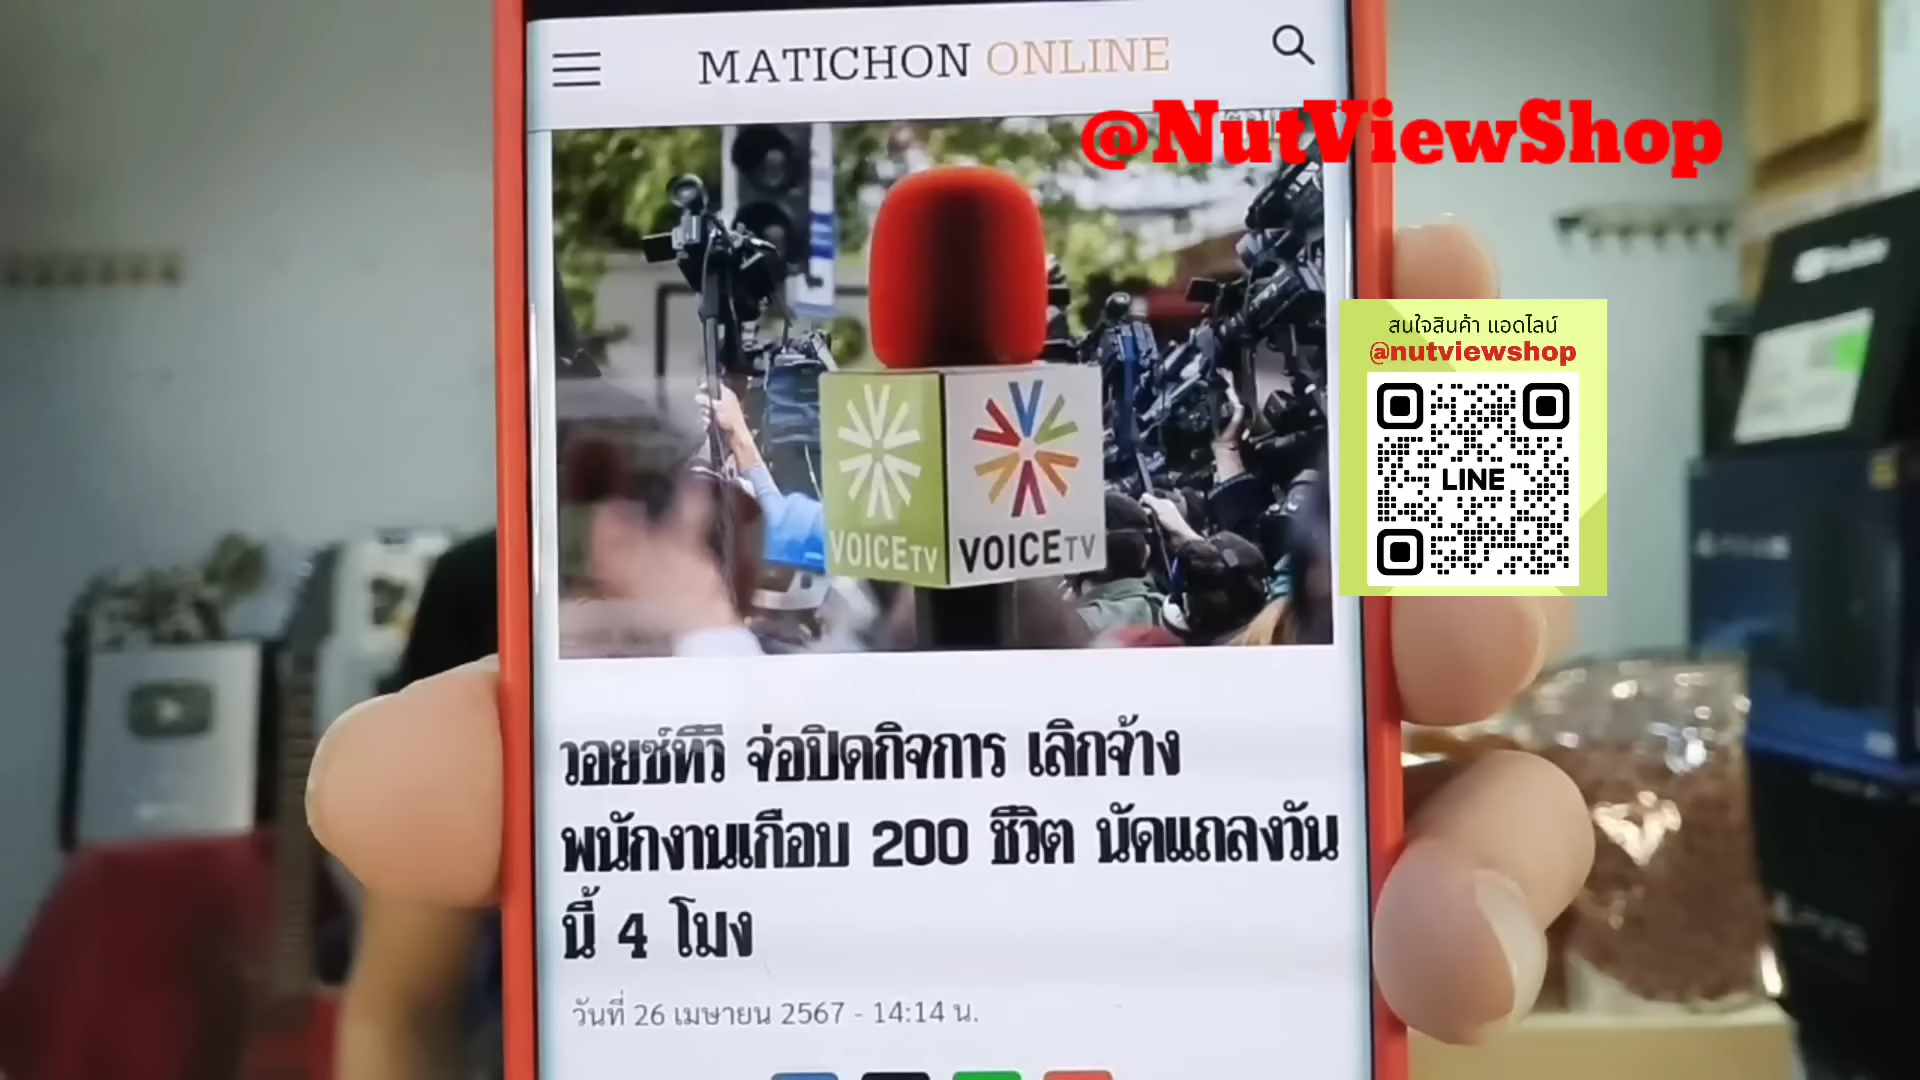 MATICHON ONLINE
@NutViewShop
สนใจสินค้า แอดไลน์
@nutviewshop
LINE
VOICETV VOICETV
วอยซ์ทีวี จ่อปิดกิจการ เลิกจ้าง
พนักงานเกือบ 200 ชีวิต นัดแถลงวัน
นี้ 4 โมง
วันที่ 26 เมษายน 2567 - 14:14 น.